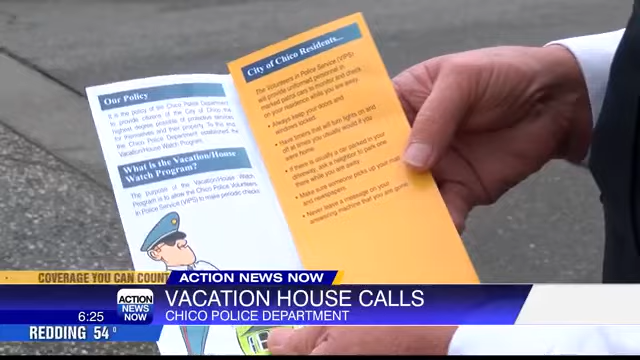 Our Policy
It is the policy of the Chico Police Department
to provide citizens of the City of Chico the
highest degree possible of protective services
for themselves and their property. To this end
the Chico Police Department established the
Vacation/House Watch Program.
What is the Vacation/House
Watch Program?
The purpose of the Vacation/House Watch
Program is to allow the Chico Police Volunteers
in Police Service (VIPS) to make periodic checks
City of Chico Residents...
The Volunteers in Police Service (VIPS)
will provide uniformed personnel in
marked patrol cars to monitor and check
on your residence while you are away.
• Always keep your doors and
windows locked.
• Have timers that will turn lights on and
off at times you usually would if you
were home.
• If there is usually a car parked in your
driveway, ask a neighbor to park one
there while you are away.
• Make sure someone picks up your mail
and newspapers.
• Never leave a message on your
answering machine that you are gone.
COVERAGE YOU CAN COUNT
ACTION NEWS NOW
VACATION HOUSE CALLS
CHICO POLICE DEPARTMENT
6:25
ACTION
NEWS
NOW
REDDING 54°